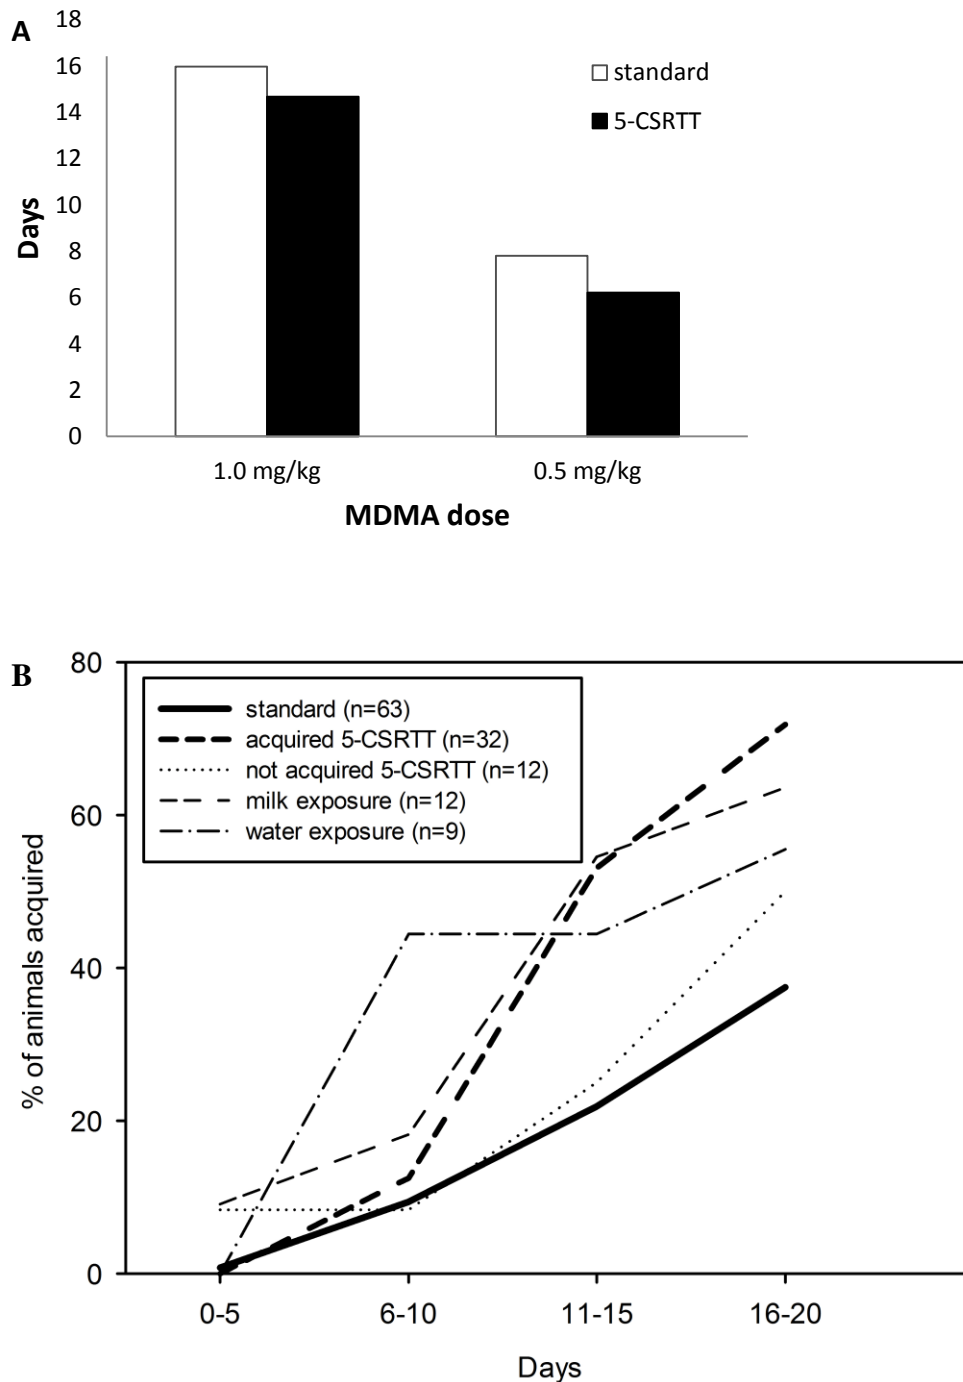 A
18
16
14
12
10
8
6
4
2
0
Days
standard
5-CSRTT
1.0 mg/kg
0.5 mg/kg
MDMA dose
B
80
60
40
20
0
% of animals acquired
standard (n=63)
acquired 5-CSRTT (n=32)
not acquired 5-CSRTT (n=12)
milk exposure (n=12)
water exposure (n=9)
0-5
6-10
11-15
16-20
Days